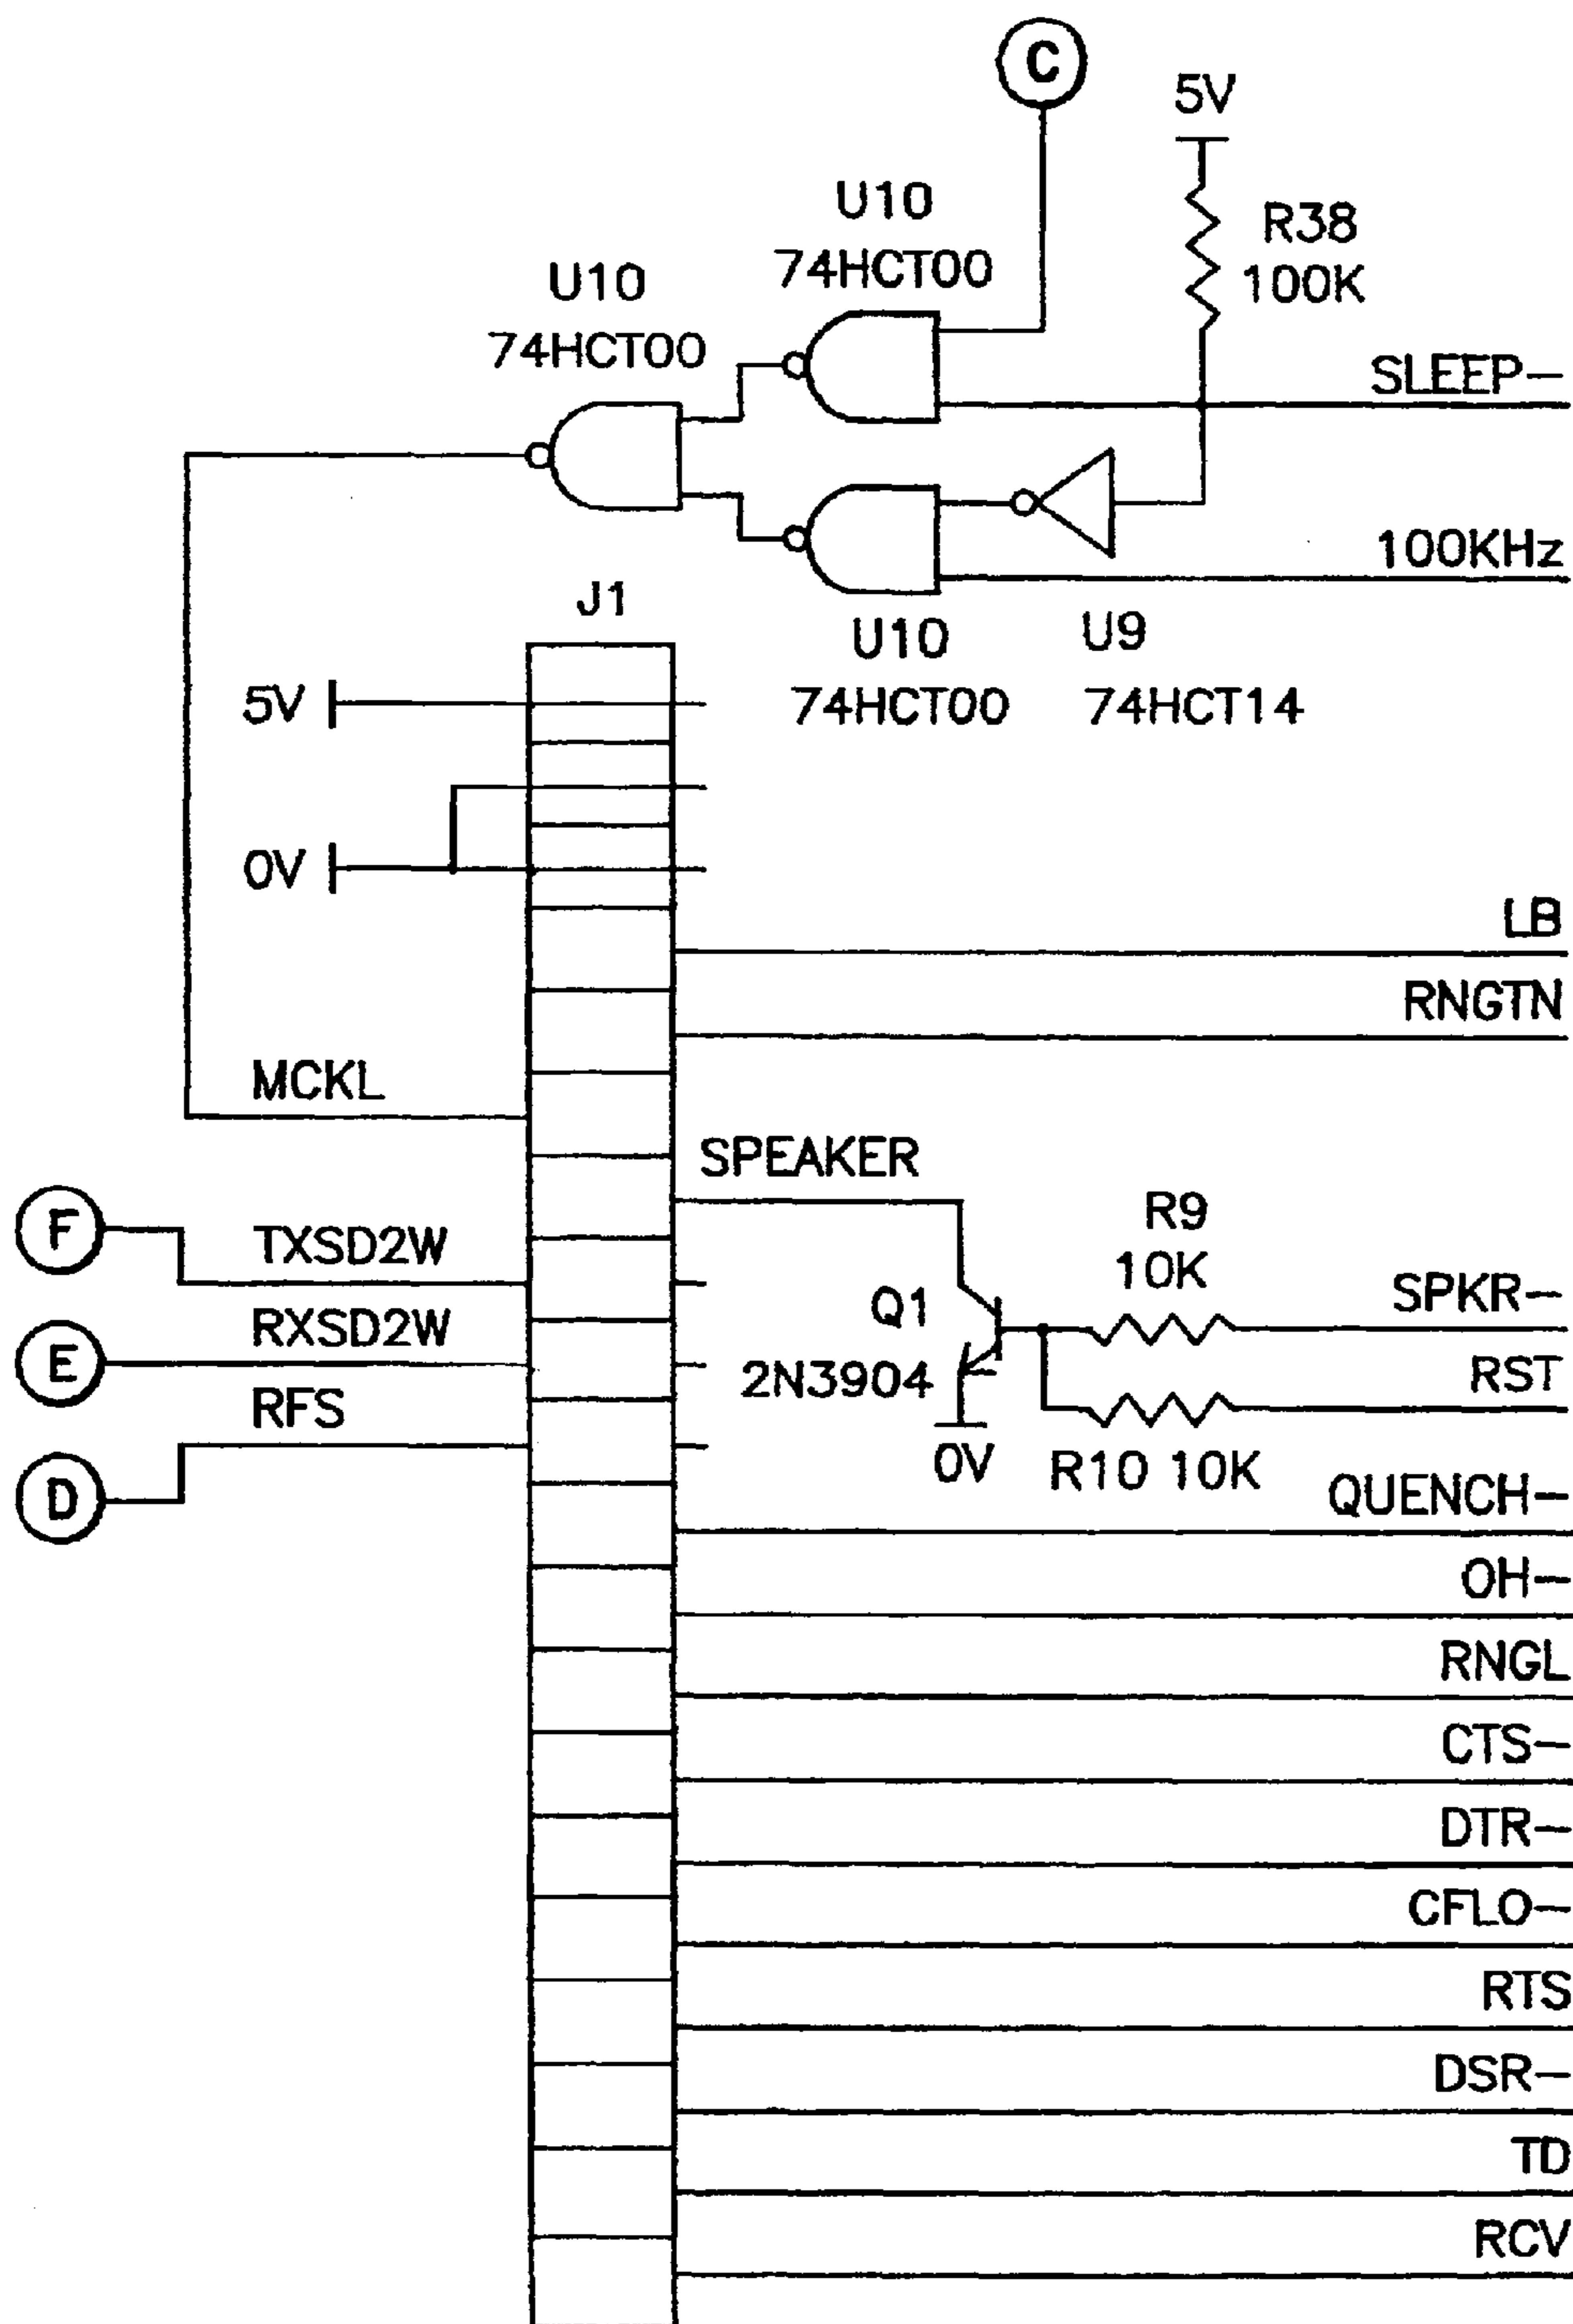 C
5V
U10
74HCT00
R38
100K
U10
74HCT00
SLEEP-
100KHz
J1
U10
74HCT00
U9
74HCT14
5V
0V
LB
RNGTN
MCKL
SPEAKER
F
TXSD2W
R9
10K
SPKR-
Q1
2N3904
E
RXSD2W
RST
RFS
0V
R10 10K
D
QUENCH-
OH-
RNGL
CTS-
DTR-
CFLO-
RTS
DSR-
TD
RCV